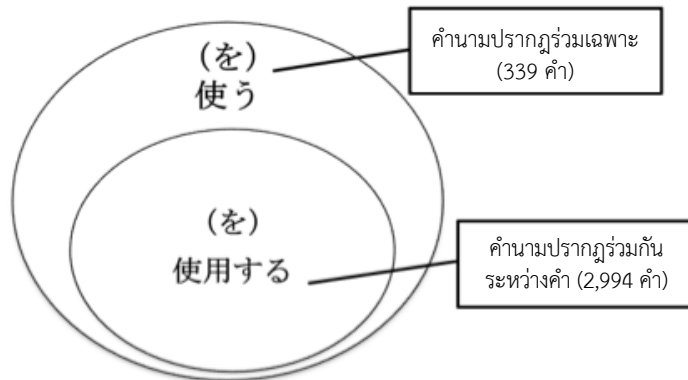 (を)
使う
คำนามปรากฏร่วมเฉพาะ
(339 คำ)
(を)
使用する
คำนามปรากฏร่วมกัน
ระหว่างคำ (2,994 คำ)